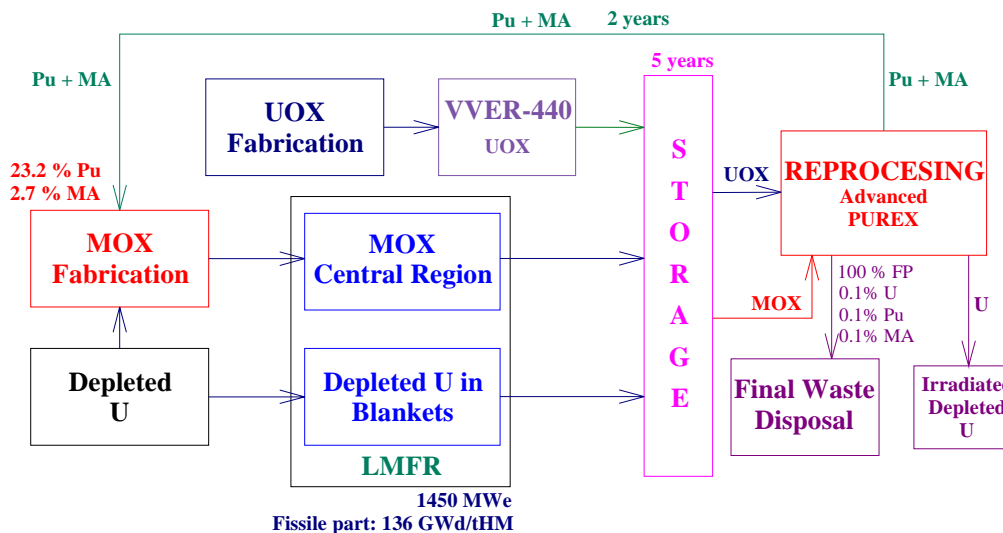 Pu + MA 2 years
Pu + MA
5 years
Pu + MA
UOX
Fabrication
VVER-440
UOX
S
T
O
R
A
G
E
UOX
REPROCESING
Advanced
PUREX
23.2 % Pu
2.7 % MA
MOX
Fabrication
MOX
Central Region
MOX
100 % FP
0.1% U
0.1% Pu
0.1% MA
U
Depleted
U
Depleted U in
Blankets
LMFR
Final Waste
Disposal
Irradiated
Depleted
U
1450 MWe
Fissile part: 136 GWd/tHM